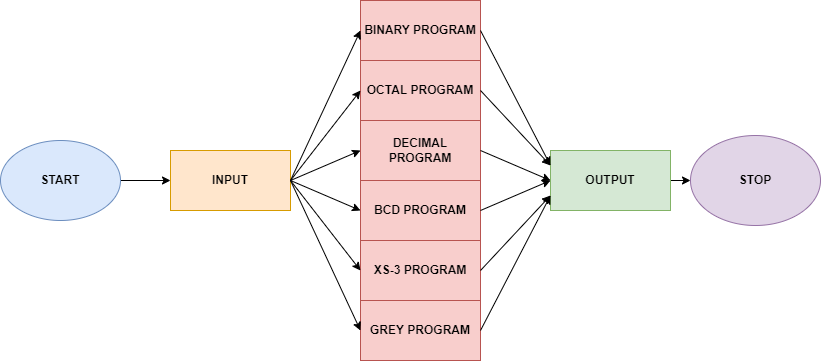 START
INPUT
BINARY PROGRAM
OCTAL PROGRAM
DECIMAL
PROGRAM
BCD PROGRAM
XS-3 PROGRAM
GREY PROGRAM
OUTPUT
STOP